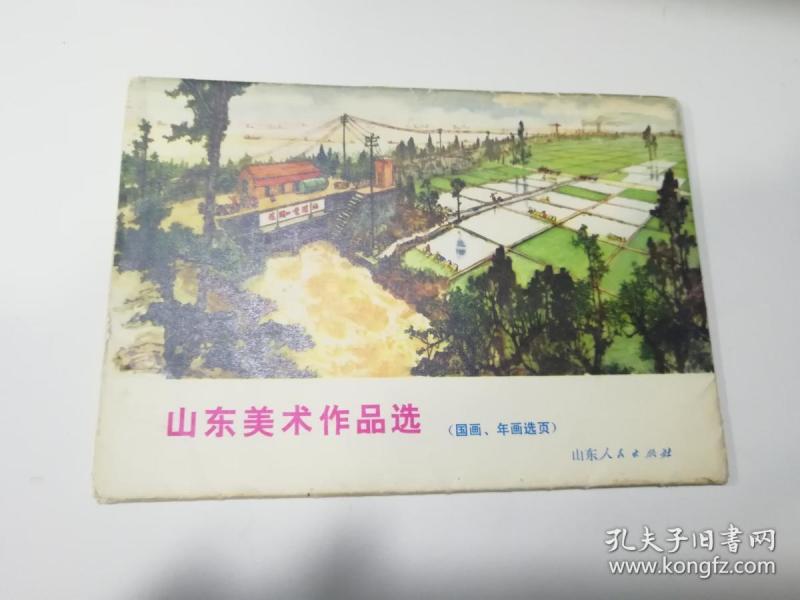 山东美术作品选
（国画、年画选页）
山东人民出版社
孔夫子旧书网
www.kongfz.com